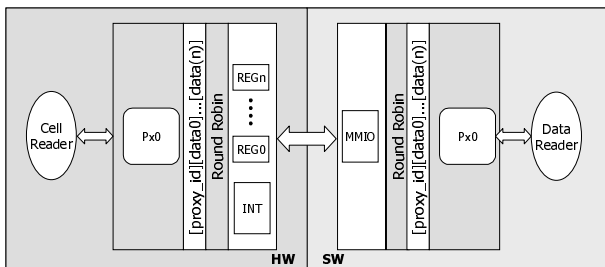 Cell
Reader
Px0
[proxy_id][data0]...[data(n)]
Round Robin
REGn
REG0
INT
HW
MMIO
Round Robin
[proxy_id][data0]...[data(n)]
Px0
Data
Reader
SW